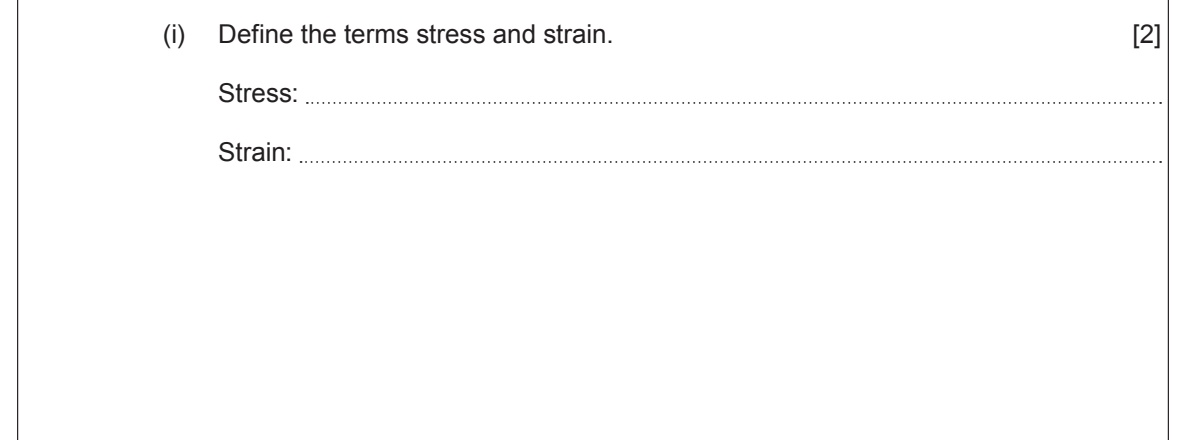 (i) Define the terms stress and strain. [2]
Stress:
Strain: